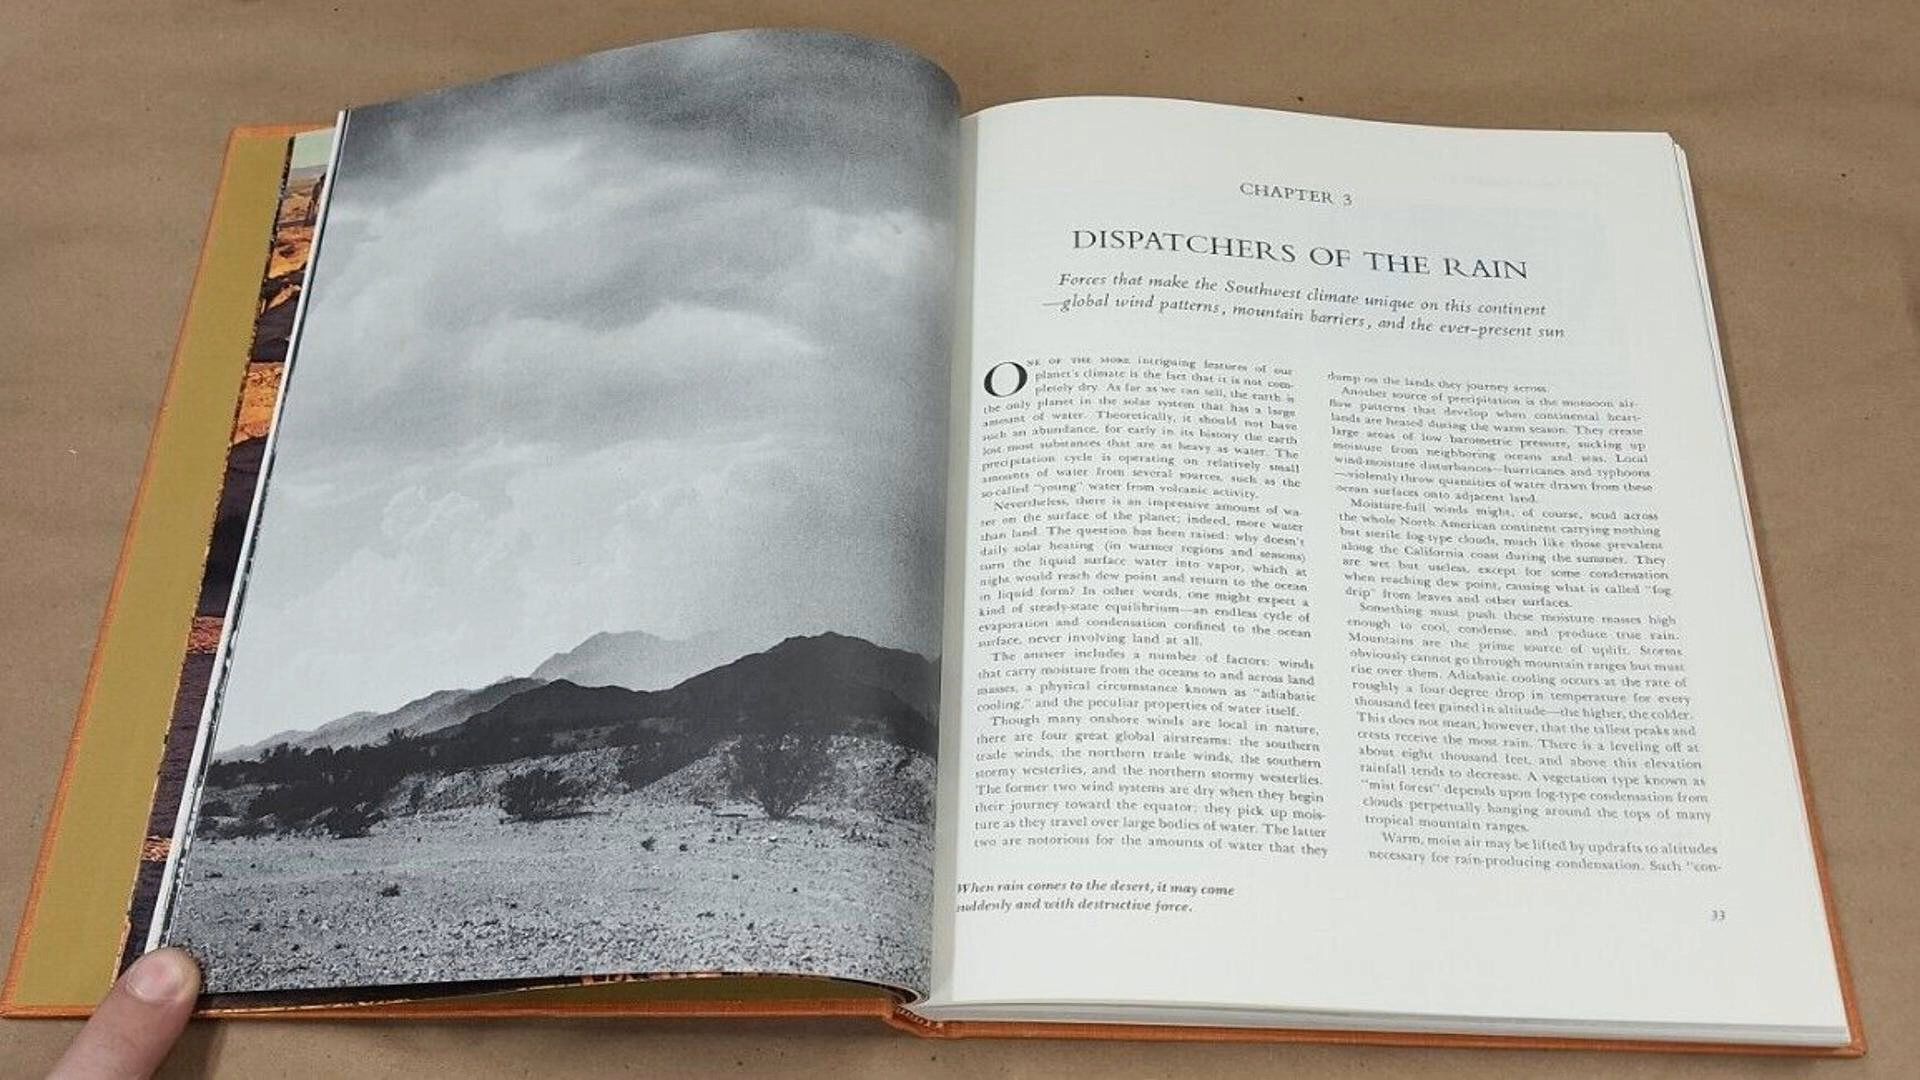 CHAPTER 3
DISPATCHERS OF THE RAIN
Forces that make the Southwest climate unique on this continent
—global wind patterns, mountain barriers, and the ever-present sun
ONE OF THE MORE intriguing features of our
planet's climate is the fact that it is not com-
pletely dry. As far as we can tell, the earth is
the only planet in the solar system that has a large
amount of water. Theoretically, it should not have
such an abundance, for early in its history the earth
lost most substances that are as heavy as water. The
precipitation cycle is operating on relatively small
amounts of water from several sources, such as the
so-called "young" water from volcanic activity.
Nevertheless, there is an impressive amount of wa-
ter on the surface of the planet; indeed, more water
than land. The question has been raised: why doesn't
daily solar heating (in warmer regions and seasons)
turn the liquid surface water into vapor, which at
night would reach dew point and return to the ocean
in liquid form? In other words, one might expect a
kind of steady-state equilibrium—an endless cycle of
evaporation and condensation confined to the ocean
surface, never involving land at all.
The answer includes a number of factors: winds
that carry moisture from the oceans to and across land
masses, a physical circumstance known as "adiabatic
cooling," and the peculiar properties of water itself.
Though many onshore winds are local in nature,
there are four great global airstreams: the southern
trade winds, the northern trade winds, the southern
stormy westerlies, and the northern stormy westerlies.
The former two wind systems are dry when they begin
their journey toward the equator; they pick up mois-
ture as they travel over large bodies of water. The latter
two are notorious for the amounts of water that they
dump on the lands they journey across.
Another source of precipitation is the monsoon air-
flow patterns that develop when continental heart-
lands are heated during the warm season. They create
large areas of low barometric pressure, sucking up
moisture from neighboring oceans and seas. Local
wind-moisture disturbances—hurricanes and typhoons
—violently throw quantities of water drawn from these
ocean surfaces onto adjacent land.
Moisture-full winds might, of course, scud across
the whole North American continent carrying nothing
but sterile fog-type clouds, much like those prevalent
along the California coast during the summer. They
are wet but useless, except for some condensation
when reaching dew point, causing what is called "fog
drip" from leaves and other surfaces.
Something must push these moisture masses high
enough to cool, condense, and produce true rain.
Mountains are the prime source of uplift. Storms
obviously cannot go through mountain ranges but must
rise over them. Adiabatic cooling occurs at the rate of
roughly a four-degree drop in temperature for every
thousand feet gained in altitude—the higher, the colder.
This does not mean, however, that the tallest peaks and
crests receive the most rain. There is a leveling off at
about eight thousand feet, and above this elevation
rainfall tends to decrease. A vegetation type known as
"mist forest" depends upon fog-type condensation from
clouds perpetually hanging around the tops of many
tropical mountain ranges.
Warm, moist air may be lifted by updrafts to altitudes
necessary for rain-producing condensation. Such "con-
When rain comes to the desert, it may come
suddenly and with destructive force.
33